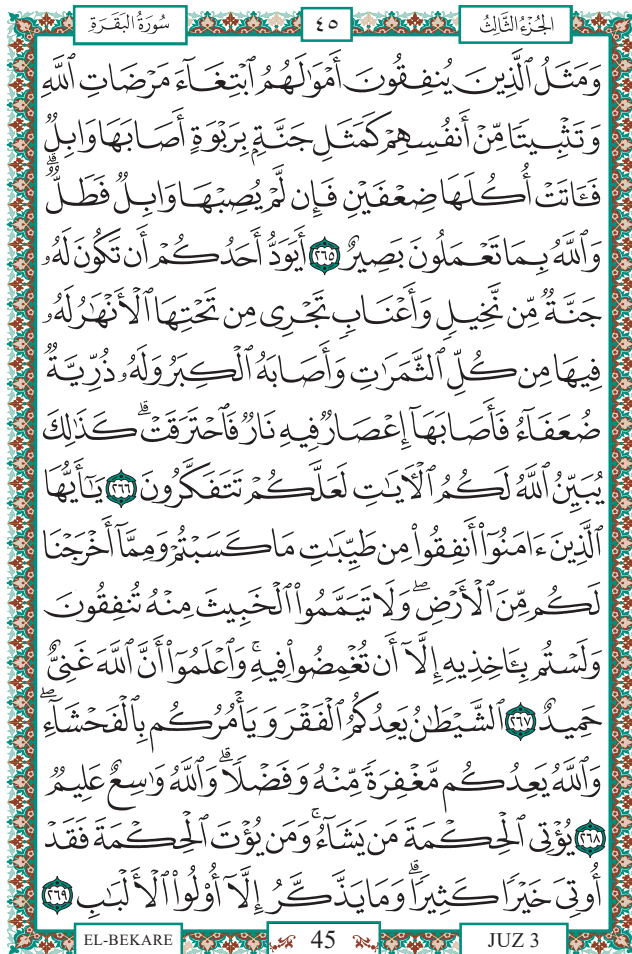 سُورَةُ الْبَقَرَةِ ٤٥ الْجُزْءُ الثَّالِثُ
وَمَثَلُ ٱلَّذِينَ يُنفِقُونَ أَمْوَٰلَهُمُ ٱبْتِغَآءَ مَرْضَاتِ ٱللَّهِ
وَتَثْبِيتًا مِّنْ أَنفُسِهِمْ كَمَثَلِ جَنَّةٍۭ بِرَبْوَةٍ أَصَابَهَا وَابِلٌ
فَـَٔاتَتْ أُكُلَهَا ضِعْفَيْنِ فَإِن لَّمْ يُصِبْهَا وَابِلٌ فَطَلٌّ ۗ
وَٱللَّهُ بِمَا تَعْمَلُونَ بَصِيرٌ ٢٦٥ أَيَوَدُّ أَحَدُكُمْ أَن تَكُونَ لَهُۥ
جَنَّةٌ مِّن نَّخِيلٍ وَأَعْنَابٍ تَجْرِى مِن تَحْتِهَا ٱلْأَنْهَٰرُ لَهُۥ
فِيهَا مِن كُلِّ ٱلثَّمَرَٰتِ وَأَصَابَهُ ٱلْكِبَرُ وَلَهُۥ ذُرِّيَّةٌ
ضُعَفَآءُ فَأَصَابَهَآ إِعْصَارٌ فِيهِ نَارٌ فَٱحْتَرَقَتْ ۗ كَذَٰلِكَ
يُبَيِّنُ ٱللَّهُ لَكُمُ ٱلْـَٔايَٰتِ لَعَلَّكُمْ تَتَفَكَّرُونَ ٢٦٦ يَٰٓأَيُّهَا
ٱلَّذِينَ ءَامَنُوٓا۟ أَنفِقُوا۟ مِن طَيِّبَٰتِ مَا كَسَبْتُمْ وَمِمَّآ أَخْرَجْنَا
لَكُم مِّنَ ٱلْأَرْضِ ۖ وَلَا تَيَمَّمُوا۟ ٱلْخَبِيثَ مِنْهُ تُنفِقُونَ
وَلَسْتُم بِـَٔاخِذِيهِ إِلَّآ أَن تُغْمِضُوا۟ فِيهِ ۚ وَٱعْلَمُوٓا۟ أَنَّ ٱللَّهَ غَنِىٌّ
حَمِيدٌ ٢٦٧ ٱلشَّيْطَٰنُ يَعِدُكُمُ ٱلْفَقْرَ وَيَأْمُرُكُم بِٱلْفَحْشَآءِ ۖ
وَٱللَّهُ يَعِدُكُم مَّغْفِرَةً مِّنْهُ وَفَضْلًا ۗ وَٱللَّهُ وَٰسِعٌ عَلِيمٌ
٢٦٨ يُؤْتِى ٱلْحِكْمَةَ مَن يَشَآءُ ۚ وَمَن يُؤْتَ ٱلْحِكْمَةَ فَقَدْ
أُوتِىَ خَيْرًا كَثِيرًا ۗ وَمَا يَذَّكَّرُ إِلَّآ أُو۟لُوا۟ ٱلْأَلْبَٰبِ ٢٦٩
EL-BEKARE 45 JUZ 3